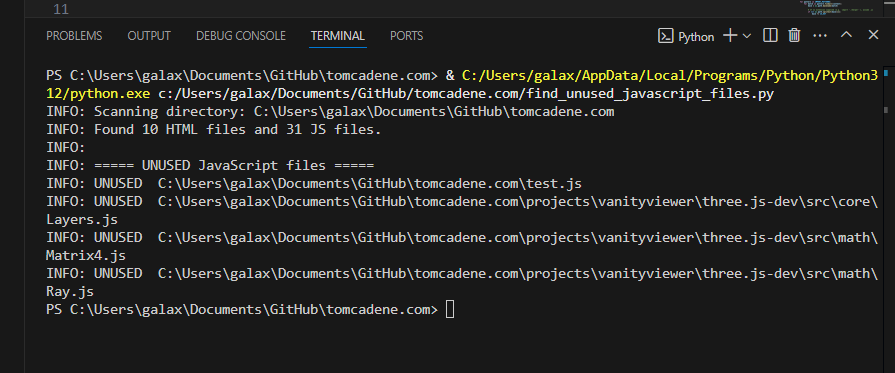 11
PROBLEMS OUTPUT DEBUG CONSOLE TERMINAL PORTS Python
PS C:\Users\galax\Documents\GitHub\tomcadene.com> & C:/Users/galax/AppData/Local/Programs/Python/Python3
12/python.exe c:/Users/galax/Documents/GitHub/tomcadene.com/find_unused_javascript_files.py
INFO: Scanning directory: C:\Users\galax\Documents\GitHub\tomcadene.com
INFO: Found 10 HTML files and 31 JS files.
INFO:
INFO: ===== UNUSED JavaScript files =====
INFO: UNUSED  C:\Users\galax\Documents\GitHub\tomcadene.com\test.js
INFO: UNUSED  C:\Users\galax\Documents\GitHub\tomcadene.com\projects\vanityviewer\three.js-dev\src\core\
Layers.js
INFO: UNUSED  C:\Users\galax\Documents\GitHub\tomcadene.com\projects\vanityviewer\three.js-dev\src\math\
Matrix4.js
INFO: UNUSED  C:\Users\galax\Documents\GitHub\tomcadene.com\projects\vanityviewer\three.js-dev\src\math\
Ray.js
PS C:\Users\galax\Documents\GitHub\tomcadene.com>